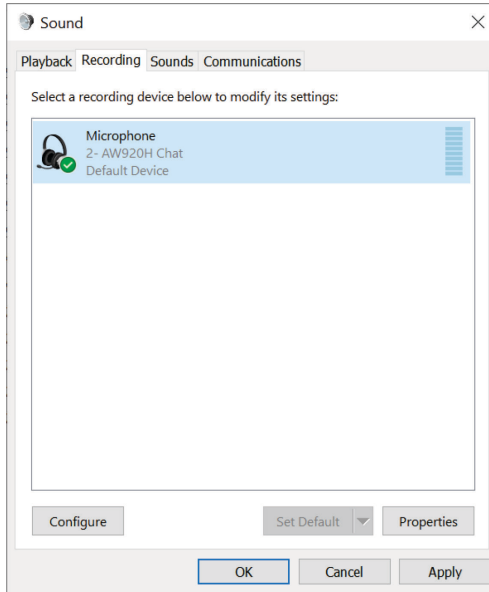 Sound
Playback Recording Sounds Communications
Select a recording device below to modify its settings:
Microphone
2- AW920H Chat
Default Device
Configure Set Default Properties
OK Cancel Apply